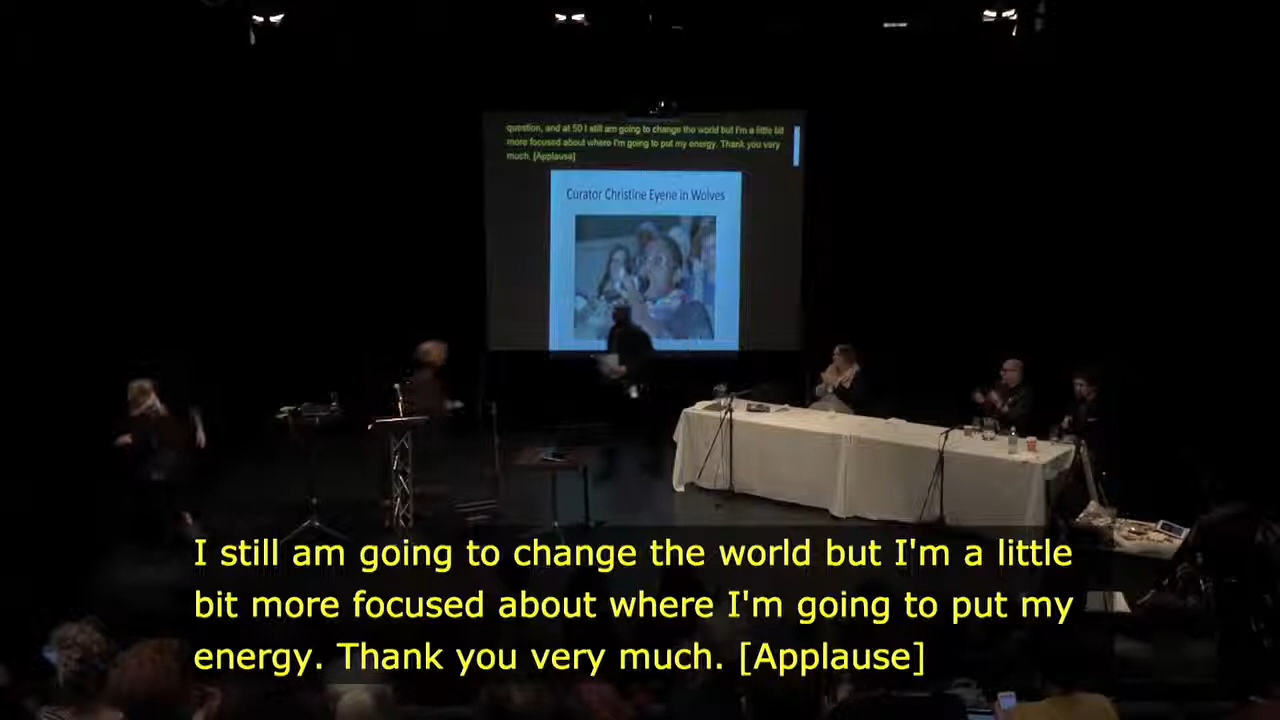 question, and at 50 I still am going to change the world but I'm a little bit
more focused about where I'm going to put my energy. Thank you very
much. [Applause]
Curator Christine Eyene in Wolves
I still am going to change the world but I'm a little
bit more focused about where I'm going to put my
energy. Thank you very much. [Applause]